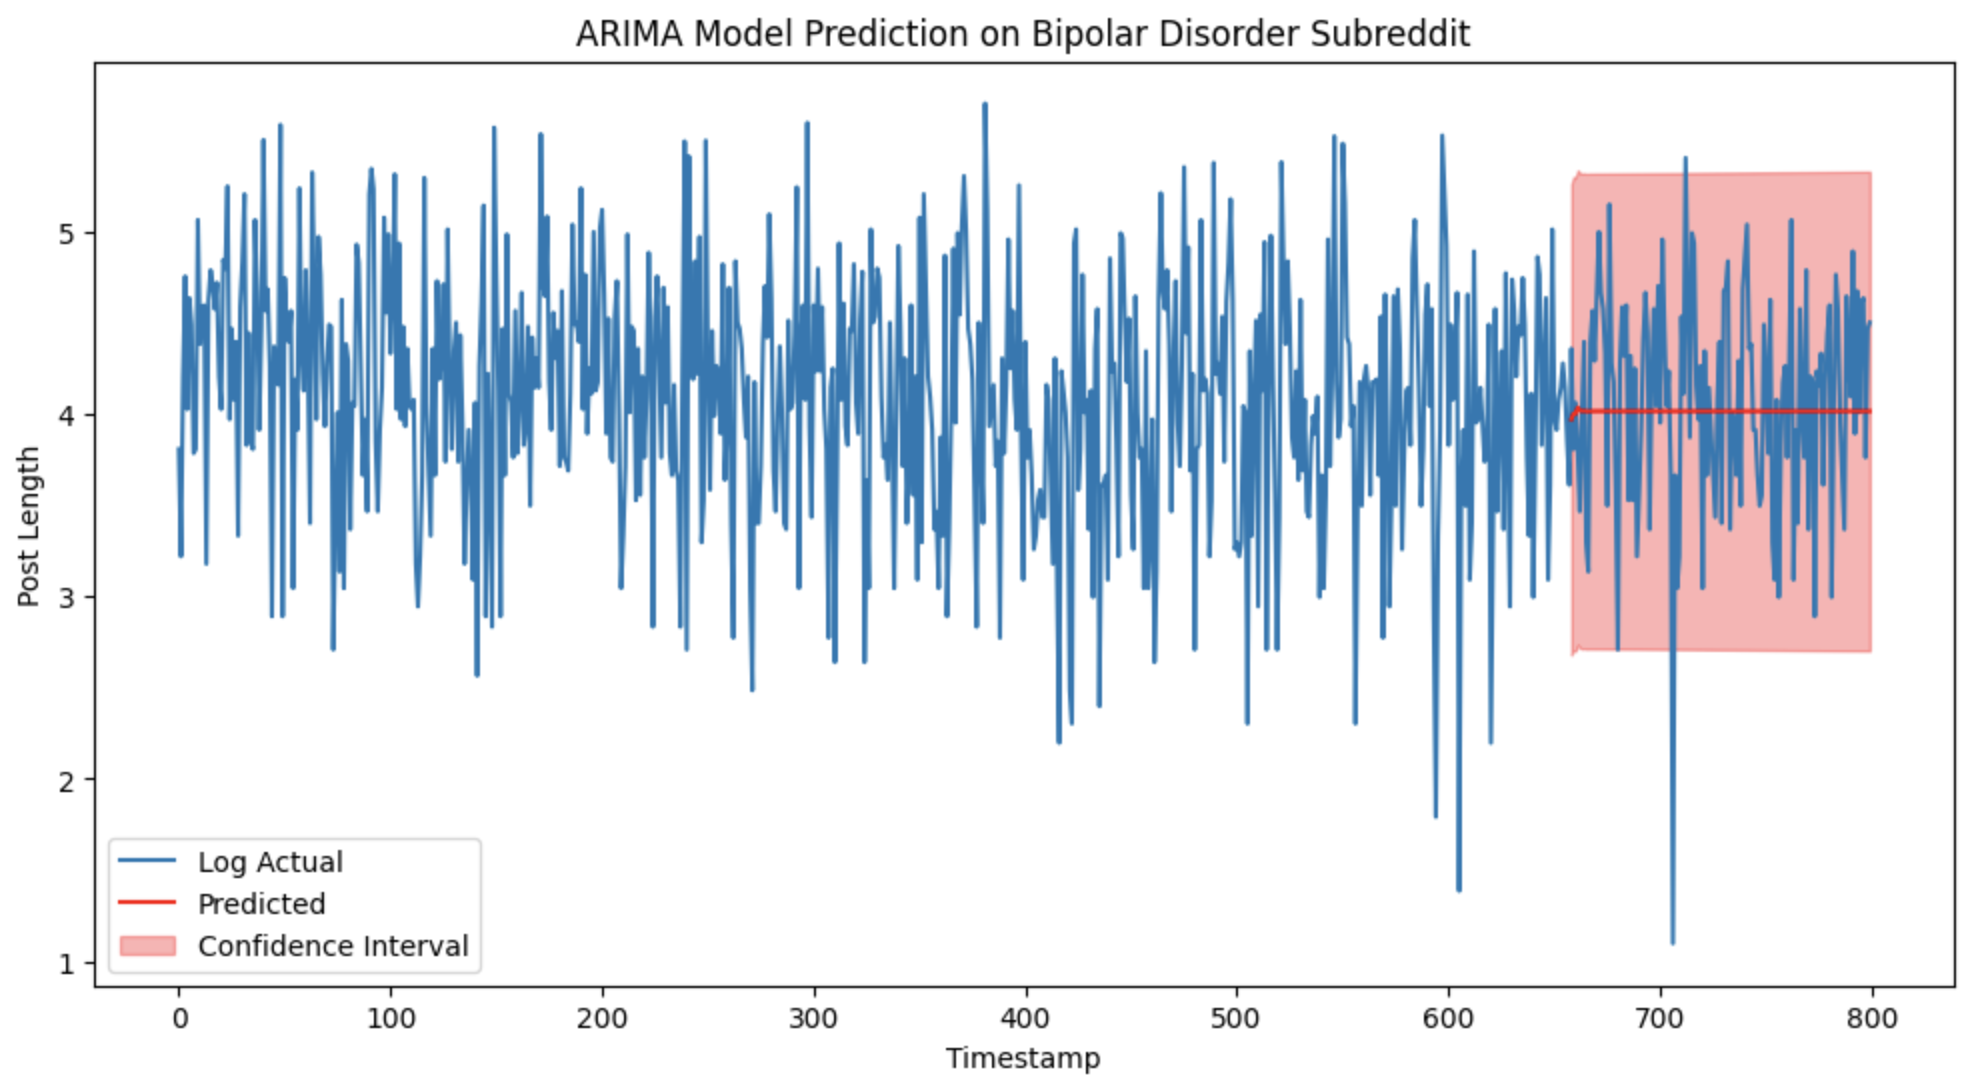 ARIMA Model Prediction on Bipolar Disorder Subreddit
Post Length
5
4
3
2
1
Log Actual
Predicted
Confidence Interval
0 100 200 300 400 500 600 700 800
Timestamp